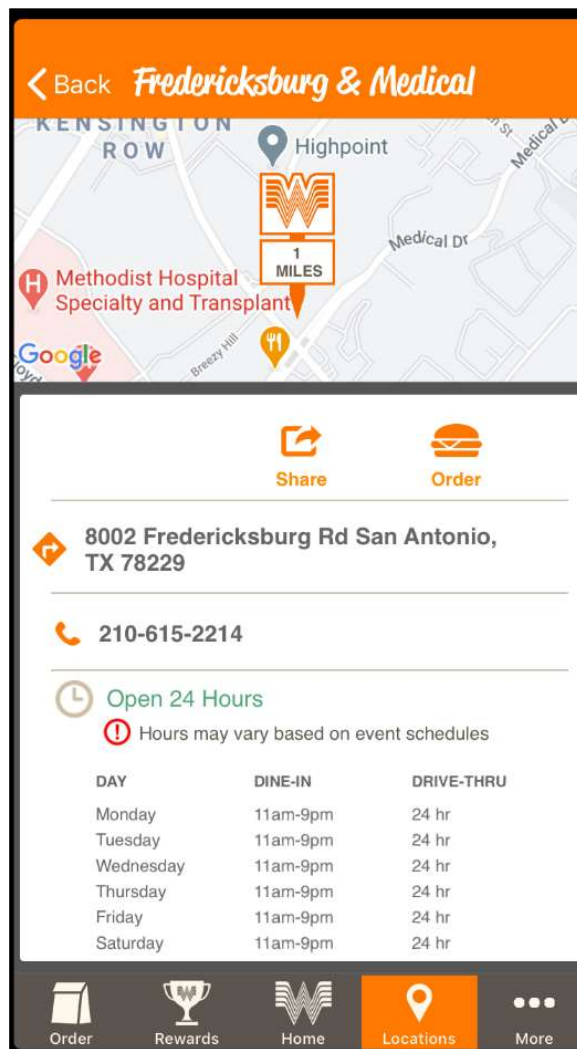 Back Fredericksburg & Medical
KENSINGTON
ROW
Highpoint
St
Medical
Medical Dr
1
MILES
Methodist Hospital
Specialty and Transplant
Breezy Hill
Google
Share Order
8002 Fredericksburg Rd San Antonio,
TX 78229
210-615-2214
Open 24 Hours
Hours may vary based on event schedules
DAY DINE-IN DRIVE-THRU
Monday 11am-9pm 24 hr
Tuesday 11am-9pm 24 hr
Wednesday 11am-9pm 24 hr
Thursday 11am-9pm 24 hr
Friday 11am-9pm 24 hr
Saturday 11am-9pm 24 hr
Order Rewards Home Locations More